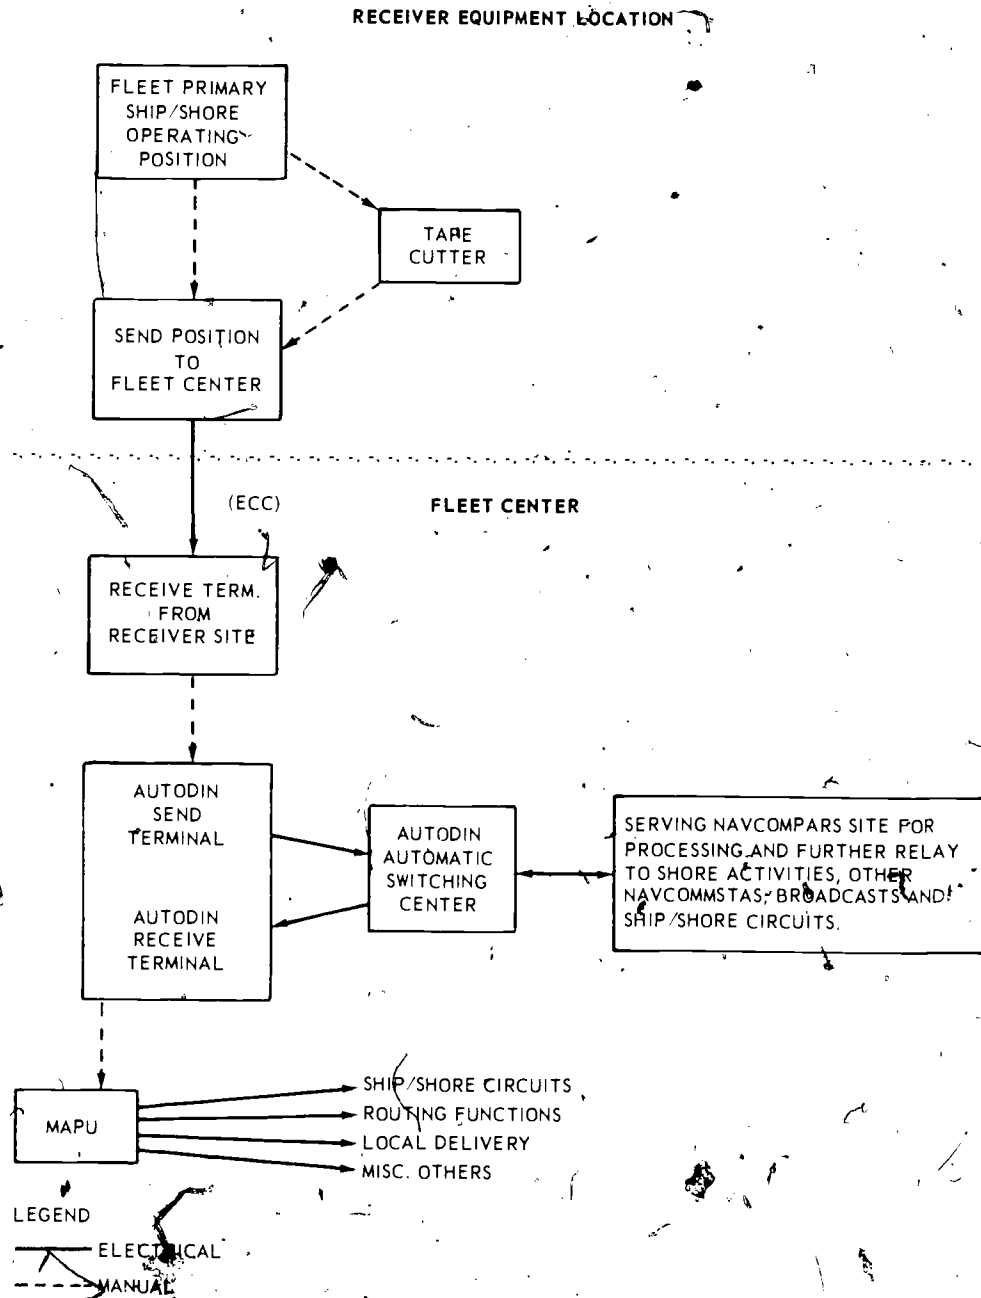 RECEIVER EQUIPMENT LOCATION
FLEET PRIMARY
SHIP/SHORE
OPERATING
POSITION
TAPE
CUTTER
SEND POSITION
TO
FLEET CENTER
(ECC)
FLEET CENTER
RECEIVE TERM.
FROM
RECEIVER SITE
AUTODIN
SEND
TERMINAL
AUTODIN
RECEIVE
TERMINAL
AUTODIN
AUTOMATIC
SWITCHING
CENTER
SERVING NAVCOMPARS SITE FOR
PROCESSING AND FURTHER RELAY
TO SHORE ACTIVITIES, OTHER
NAVCOMMSTAS, BROADCASTS AND
SHIP/SHORE CIRCUITS.
MAPU
SHIP/SHORE CIRCUITS
ROUTING FUNCTIONS
LOCAL DELIVERY
MISC. OTHERS
LEGEND
ELECTRICAL
MANUAL